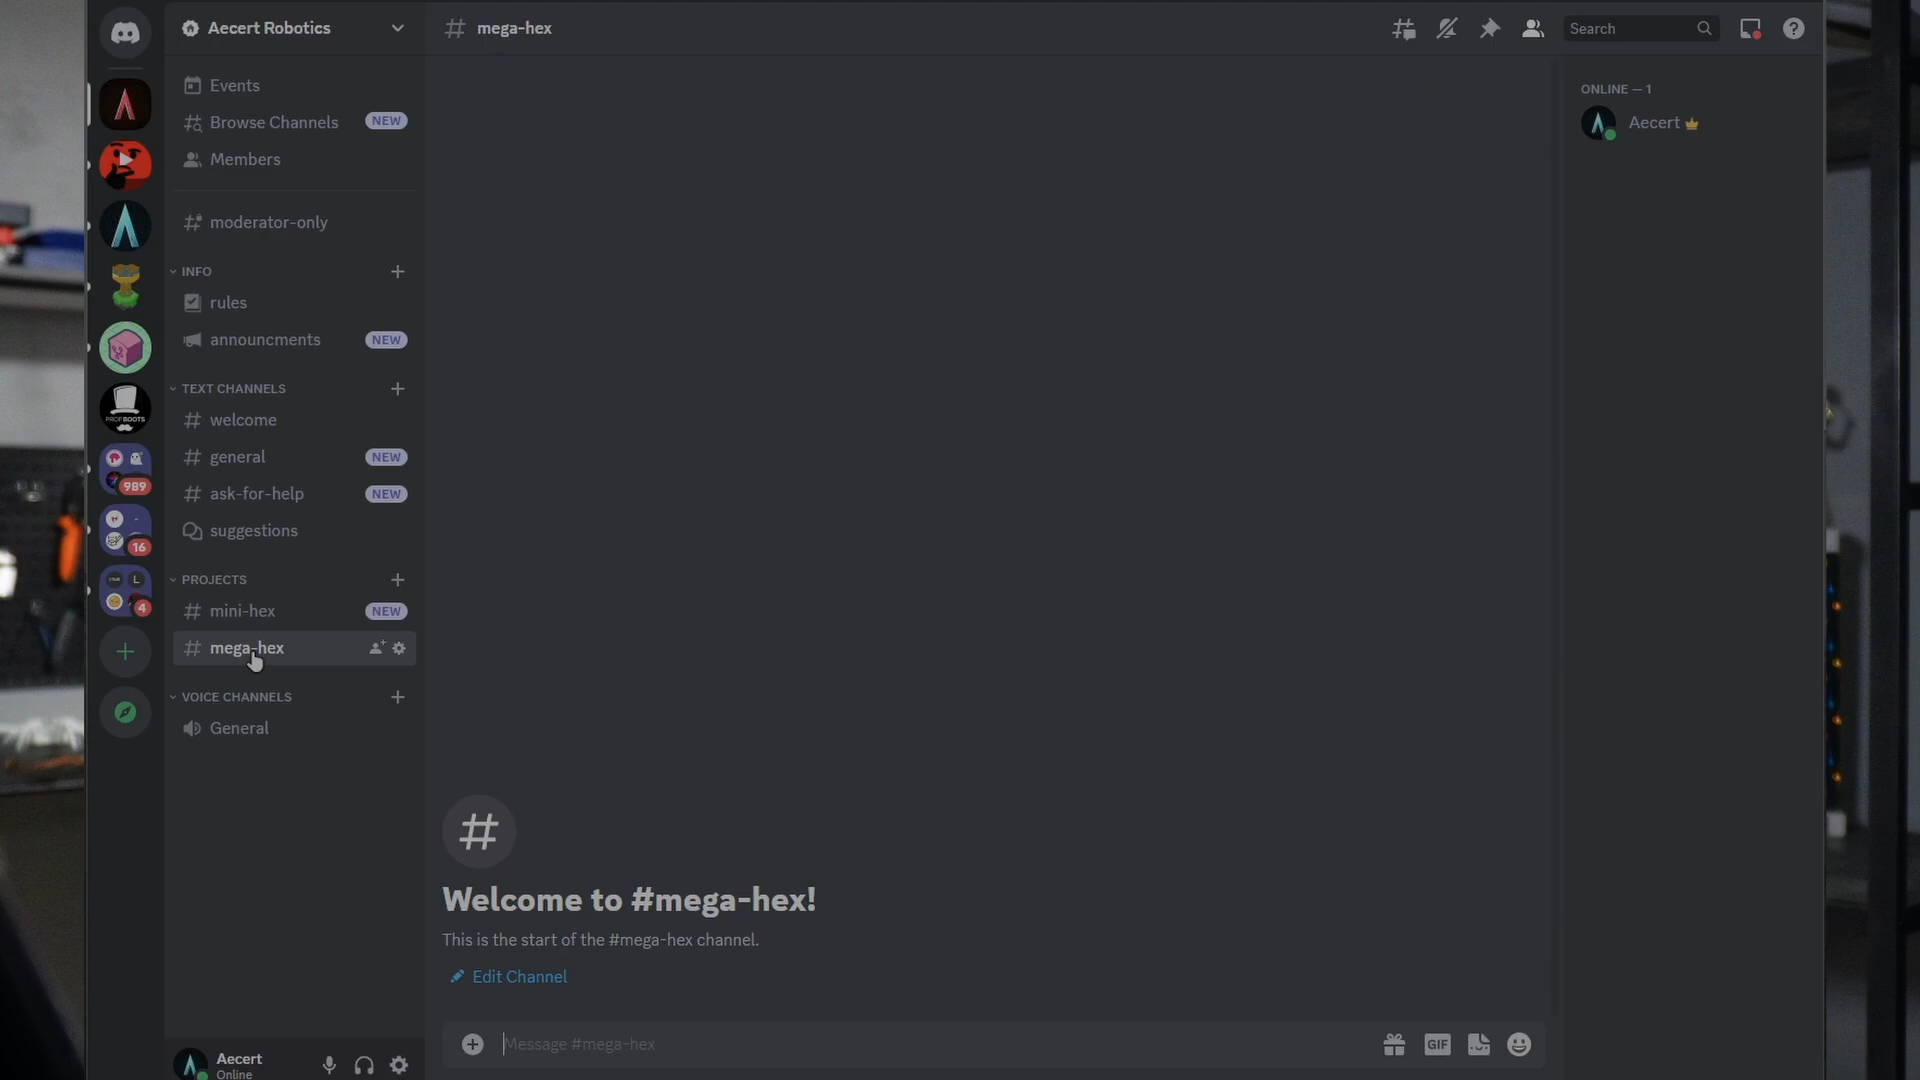 Aecert Robotics
mega-hex
Search
Events
Browse Channels NEW
Members
moderator-only
INFO
rules
announcments NEW
TEXT CHANNELS
welcome
general NEW
ask-for-help NEW
suggestions
PROJECTS
mini-hex NEW
mega-hex
VOICE CHANNELS
General
PROFBOOTS
989
16
L
4
Welcome to #mega-hex!
This is the start of the #mega-hex channel.
Edit Channel
Message #mega-hex
GIF
Aecert
Online
ONLINE — 1
Aecert